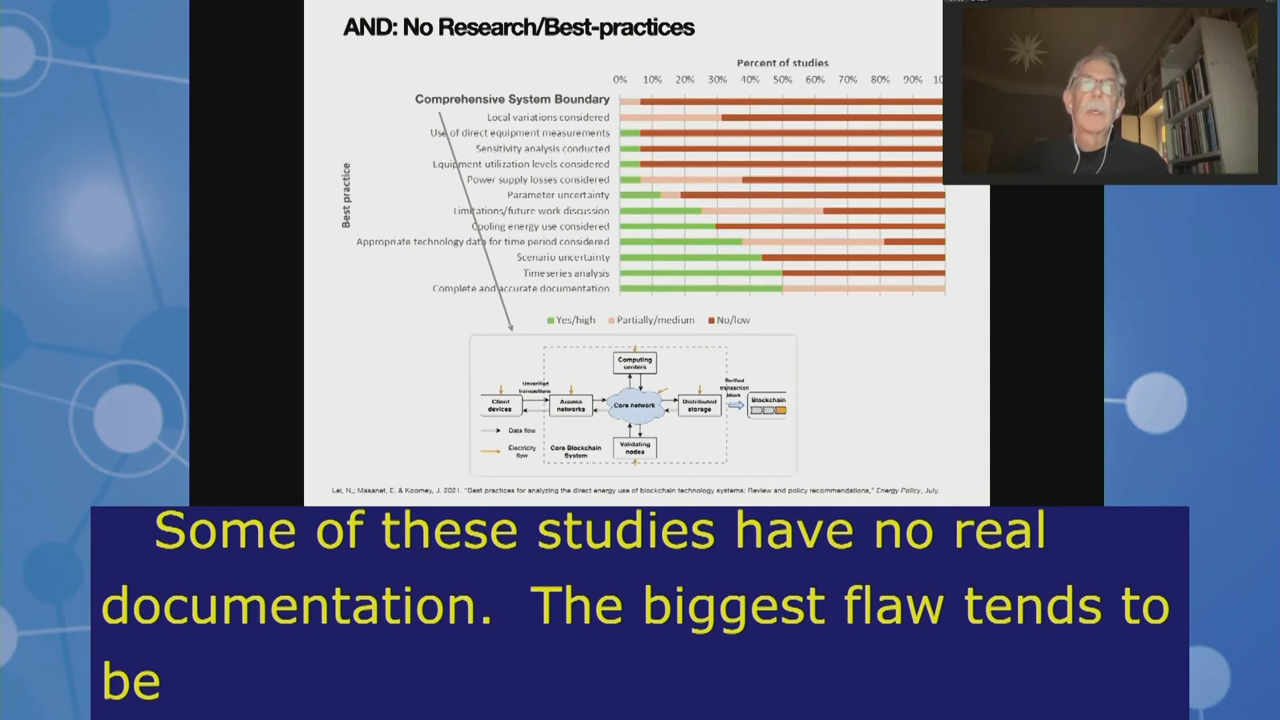 AND: No Research/Best-practices
Percent of studies
0% 10% 20% 30% 40% 50% 60% 70% 80% 90%
Best practice
Comprehensive System Boundary
Local variations considered
Use of direct equipment measurements
Sensitivity analysis conducted
Equipment utilization levels considered
Power supply losses considered
Parameter uncertainty
Limitations/future work discussion
Cooling energy use considered
Appropriate technology data for time period considered
Scenario uncertainty
Timeseries analysis
Complete and accurate documentation
Yes/high Partially/medium No/low
Computing
centers
Unverified
transactions
Verified
transaction
block
Client
devices
Access
networks
Core network
Distributed
storage
Blockchain
Data flow
Electricity
flow
Core Blockchain
System
Validating
nodes
Lei, N.,; Masanet, E. & Koomey, J. 2021. "Best practices for analyzing the direct energy use of blockchain technology systems: Review and policy recommendations," Energy Policy, July.
Some of these studies have no real
documentation. The biggest flaw tends to
be